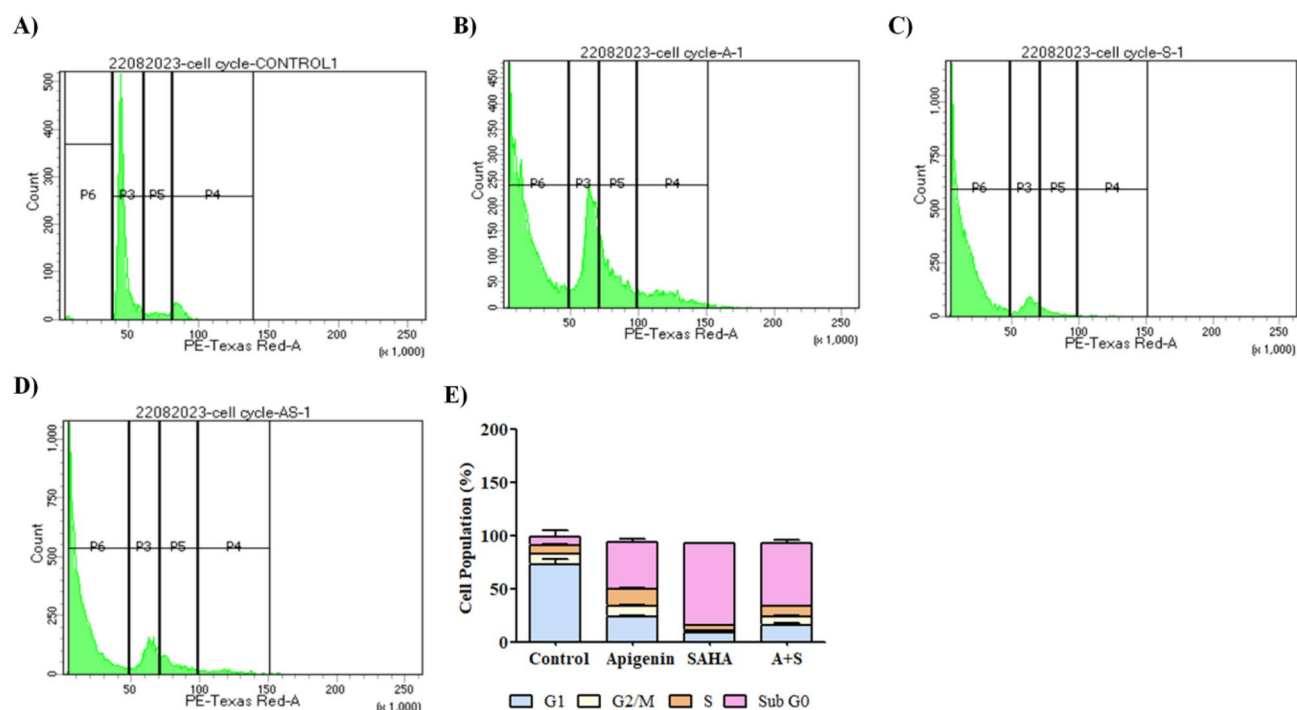 A)
22082023-cell cycle-CONTROL1
Count
0 100 200 300 400 500
P6 P3 P5 P4
50 100 150 200 250
PE-Texas Red-A
(x 1,000)
B)
22082023-cell cycle-A-1
Count
0 50 100 150 200 250 300 350 400 450
P6 P3 P5 P4
50 100 150 200 250
PE-Texas Red-A
(x 1,000)
C)
22082023-cell cycle-S-1
Count
0 250 500 750 1,000
P6 P3 P5 P4
50 100 150 200 250
PE-Texas Red-A
(x 1,000)
D)
22082023-cell cycle-AS-1
Count
0 250 500 750 1,000
P6 P3 P5 P4
50 100 150 200 250
PE-Texas Red-A
(x 1,000)
E)
Cell Population (%)
200
150
100
50
0
Control Apigenin SAHA A+S
G1 G2/M S Sub G0